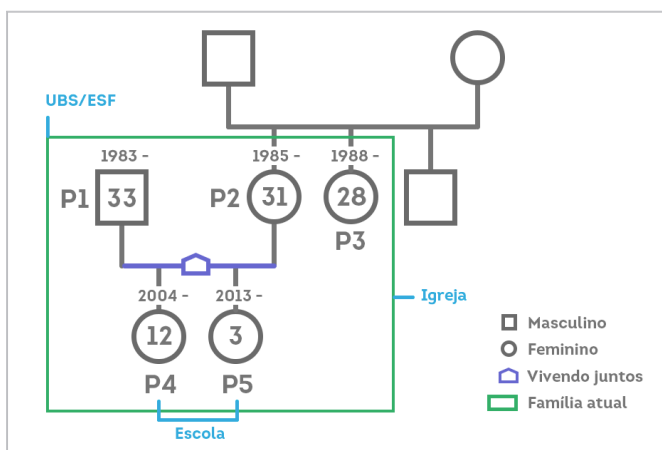 UBS/ESF
1983 -
1985 -
1988 -
P1
33
P2
31
28
P3
Igreja
2004 -
2013 -
12
3
P4
P5
Escola
Masculino
Feminino
Vivendo juntos
Família atual